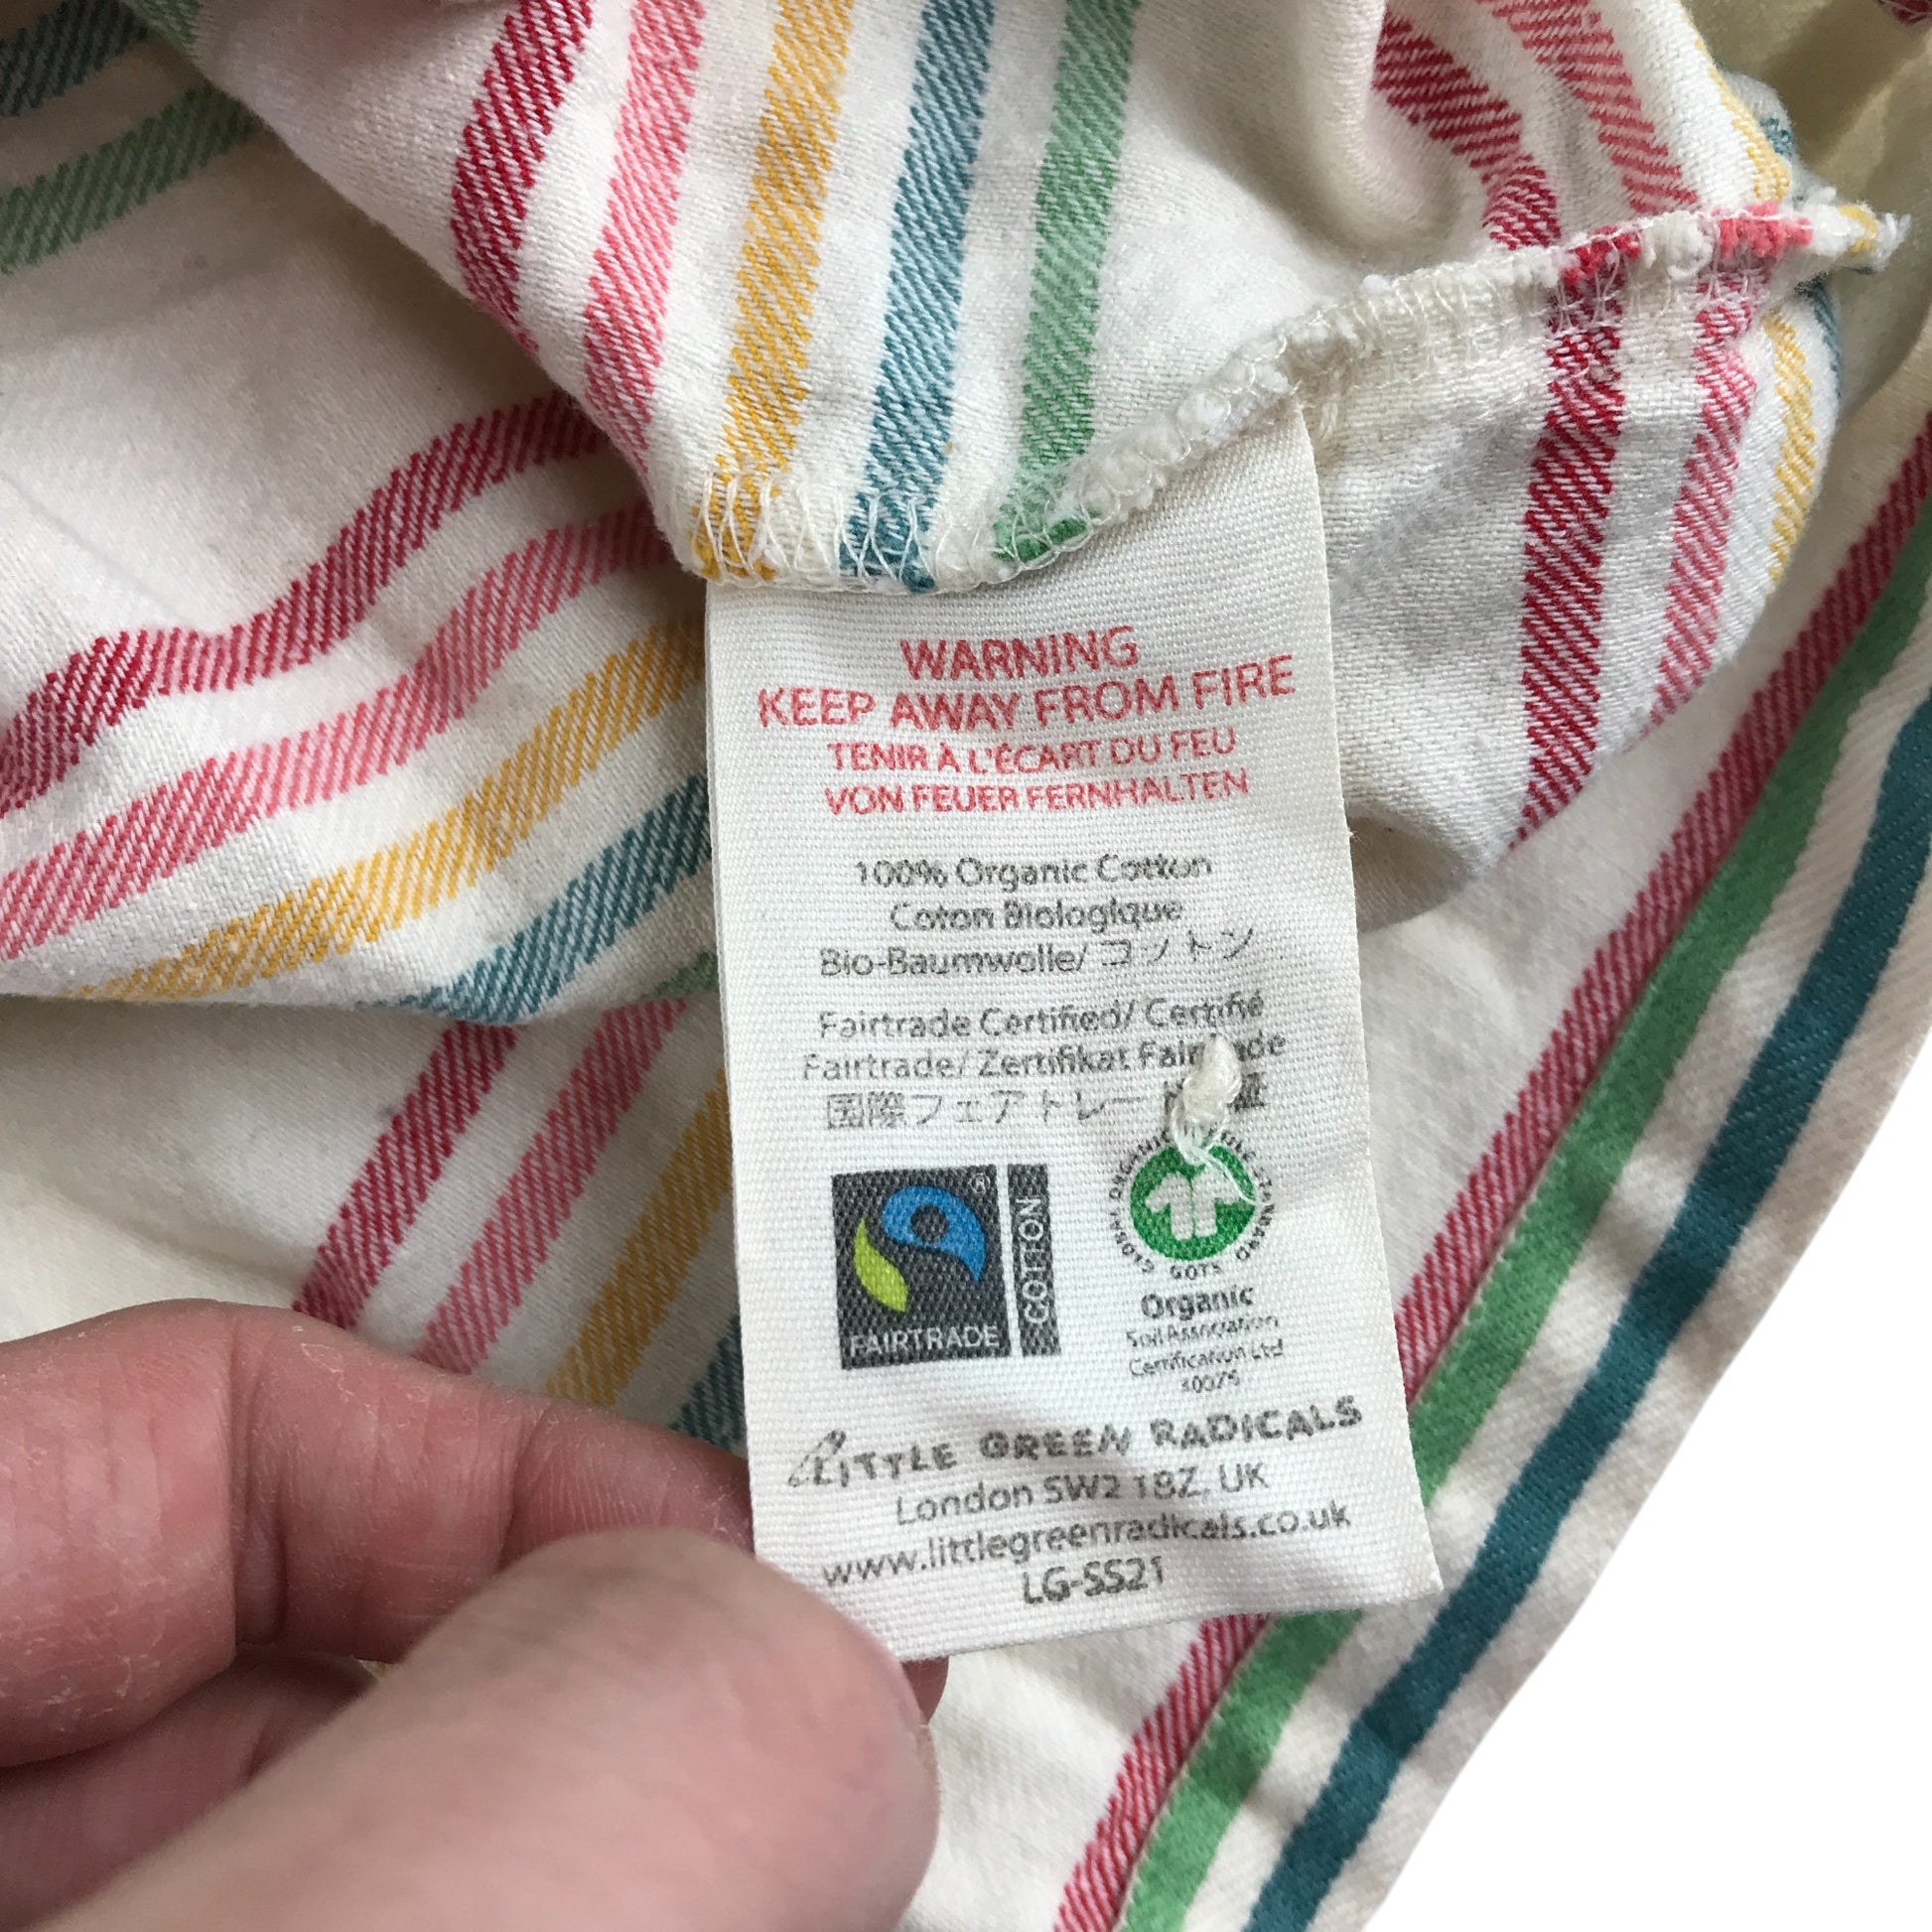 WARNING
KEEP AWAY FROM FIRE
TENIR À L'ÉCART DU FEU
VON FEUER FERNHALTEN
100% Organic Cotton
Coton Biologique
Bio-Baumwolle/ コットン
Fairtrade Certified/ Certifié
Fairtrade/ Zertifikat
国際フェアトレー
®
FAIRTRADE
COTTON
GOTS
Organic
Soil Association
Certification Ltd
LITTLE GREEN RADICALS
London SW2 1BZ, UK
www.littlegreenradicals.co.uk
LG-SS21